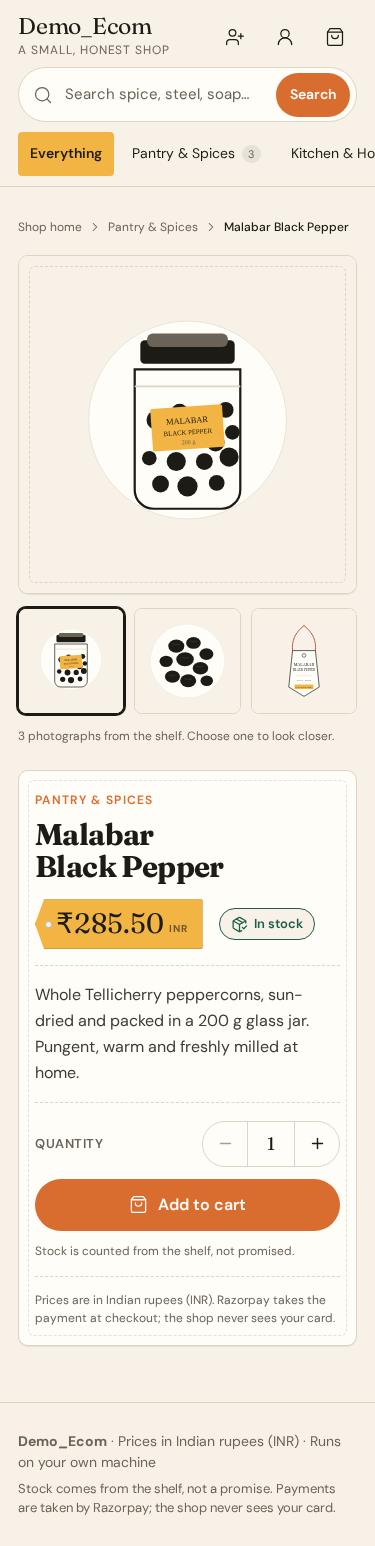 Demo_Ecom
A SMALL, HONEST SHOP
Search spice, steel, soap...
Search
Everything
Pantry & Spices 3
Kitchen & Ho
Shop home > Pantry & Spices > Malabar Black Pepper
MALABAR
BLACK PEPPER
200 g
MALABAR
BLACK PEPPER
3 photographs from the shelf. Choose one to look closer.
PANTRY & SPICES
Malabar
Black Pepper
₹285.50 INR
In stock
Whole Tellicherry peppercorns, sun-
dried and packed in a 200 g glass jar.
Pungent, warm and freshly milled at
home.
QUANTITY
− 1 +
Add to cart
Stock is counted from the shelf, not promised.
Prices are in Indian rupees (INR). Razorpay takes the
payment at checkout; the shop never sees your card.
Demo_Ecom · Prices in Indian rupees (INR) · Runs
on your own machine
Stock comes from the shelf, not a promise. Payments
are taken by Razorpay; the shop never sees your card.